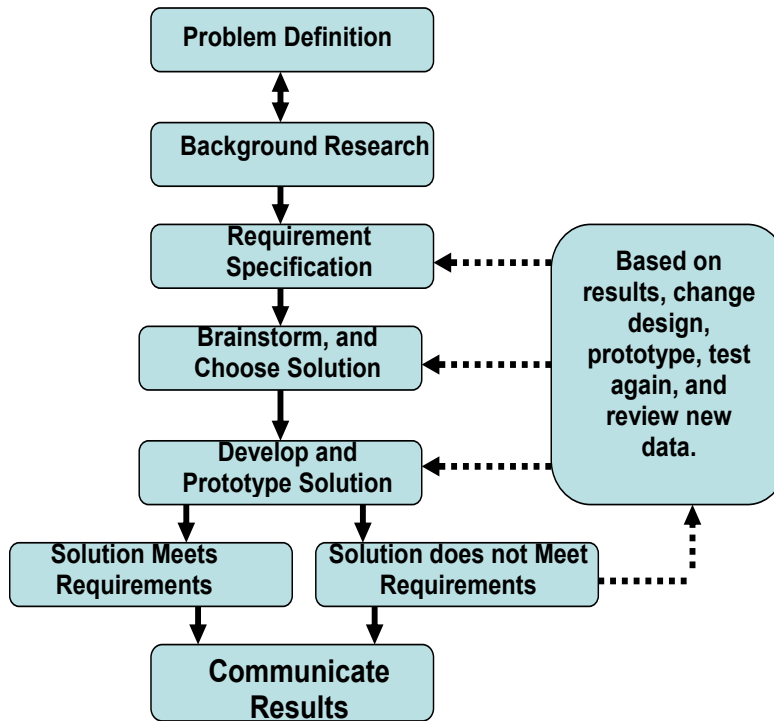 Problem Definition
Background Research
Requirement
Specification
Brainstorm, and
Choose Solution
Develop and
Prototype Solution
Solution Meets
Requirements
Solution does not Meet
Requirements
Communicate
Results
Based on
results, change
design,
prototype, test
again, and
review new
data.